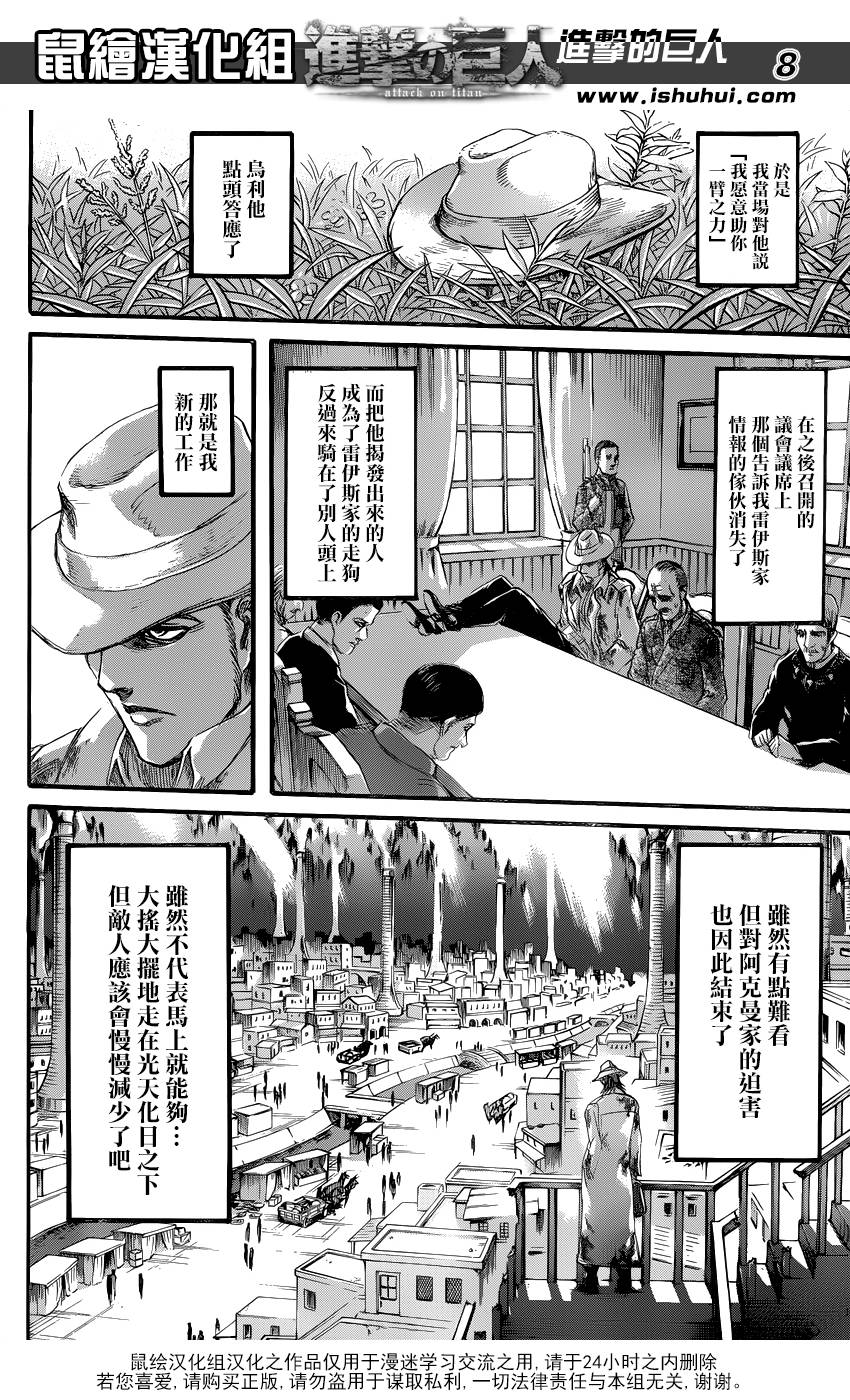 鼠繪漢化組
進撃の巨人
attack on titan
進擊的巨人
www.ishuhui.com
8
於是
我當場對他說
「我愿意助你
一臂之力」
烏利他
點頭答應了
在之後召開的
議會議席上
那個告訴我雷伊斯家
情報的傢伙消失了
而把他揭發出來的人
成為了雷伊斯家的走狗
反過來騎在了別人頭上
那就是我
新的工作
雖然有點難看
但對阿克曼家的迫害
也因此結束了
雖然不代表馬上就能夠…
大搖大擺地走在光天化日之下
但敵人應該會慢慢減少了吧
鼠绘汉化组汉化之作品仅用于漫迷学习交流之用, 请于24小时之内删除
若您喜爱, 请购买正版, 请勿盗用于谋取私利, 一切法律责任与本组无关, 谢谢。